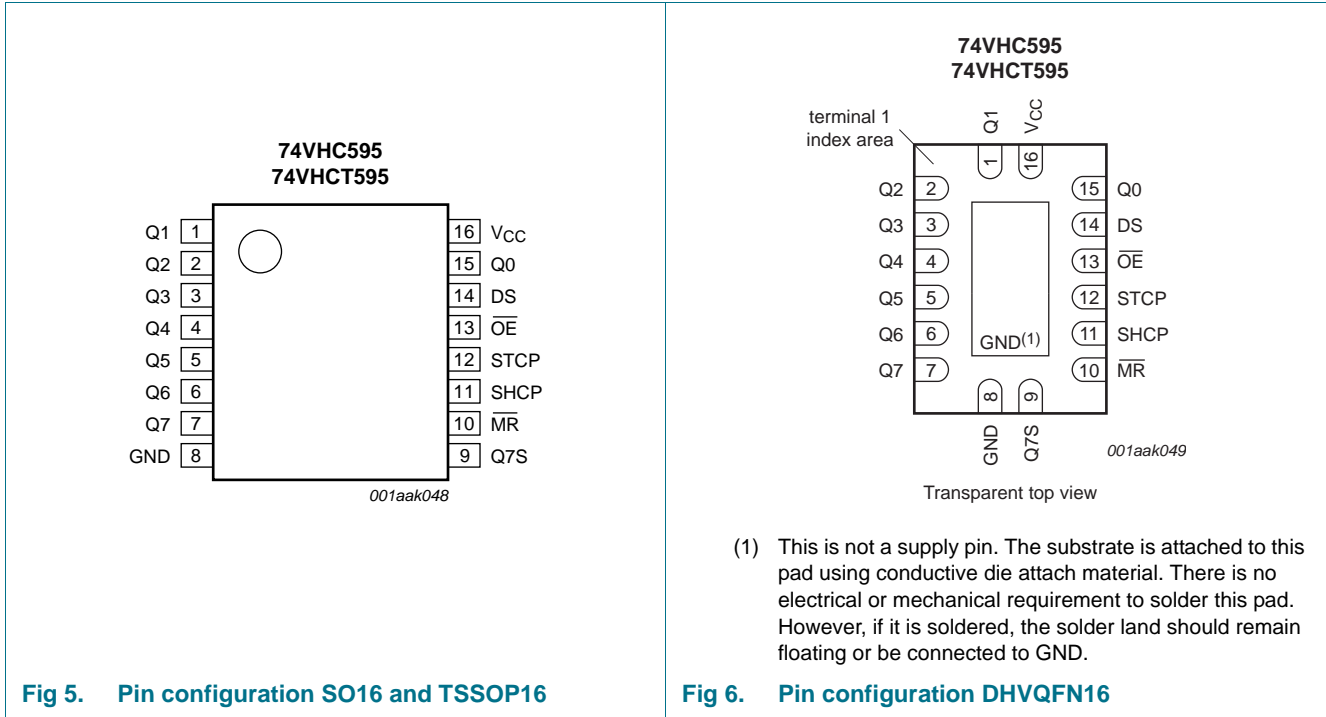 74VHC595
74VHCT595
Q1 1
Q2 2
Q3 3
Q4 4
Q5 5
Q6 6
Q7 7
GND 8
16 VCC
15 Q0
14 DS
13 O̅E̅
12 STCP
11 SHCP
10 M̅R̅
9 Q7S
001aak048
Fig 5. Pin configuration SO16 and TSSOP16
74VHC595
74VHCT595
terminal 1
index area
Q1
VCC
1
16
Q2 2
Q3 3
Q4 4
Q5 5
Q6 6
Q7 7
15 Q0
14 DS
13 O̅E̅
12 STCP
11 SHCP
10 M̅R̅
GND(1)
8
9
GND
Q7S
001aak049
Transparent top view
(1) This is not a supply pin. The substrate is attached to this
pad using conductive die attach material. There is no
electrical or mechanical requirement to solder this pad.
However, if it is soldered, the solder land should remain
floating or be connected to GND.
Fig 6. Pin configuration DHVQFN16